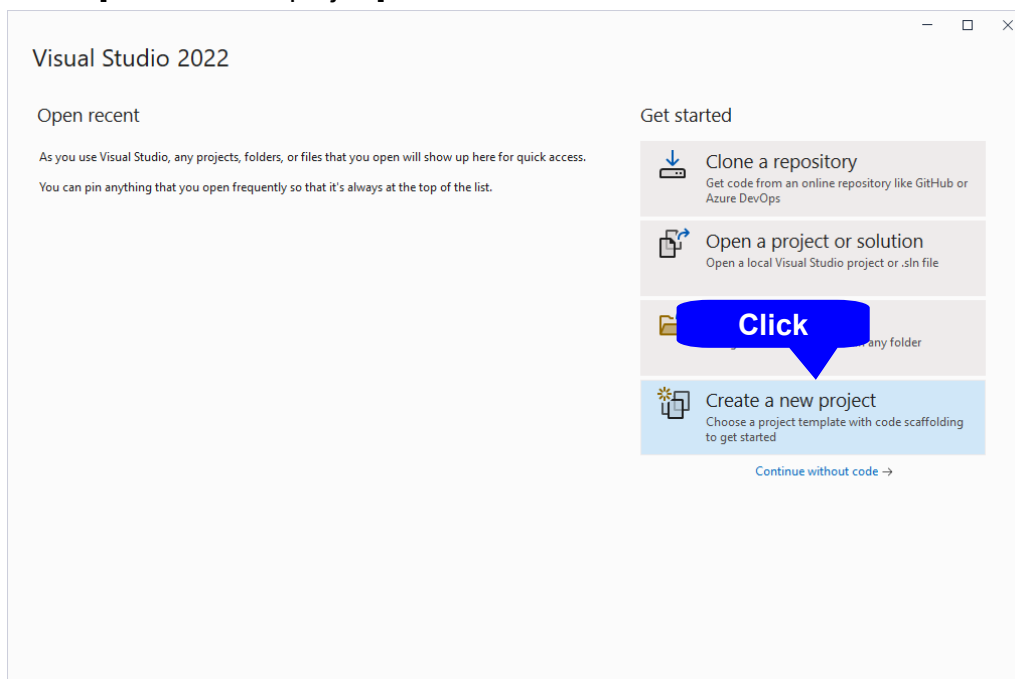 Visual Studio 2022
Open recent
As you use Visual Studio, any projects, folders, or files that you open will show up here for quick access.
You can pin anything that you open frequently so that it's always at the top of the list.
Get started
Clone a repository
Get code from an online repository like GitHub or
Azure DevOps
Open a project or solution
Open a local Visual Studio project or .sln file
Click
any folder
Create a new project
Choose a project template with code scaffolding
to get started
Continue without code →